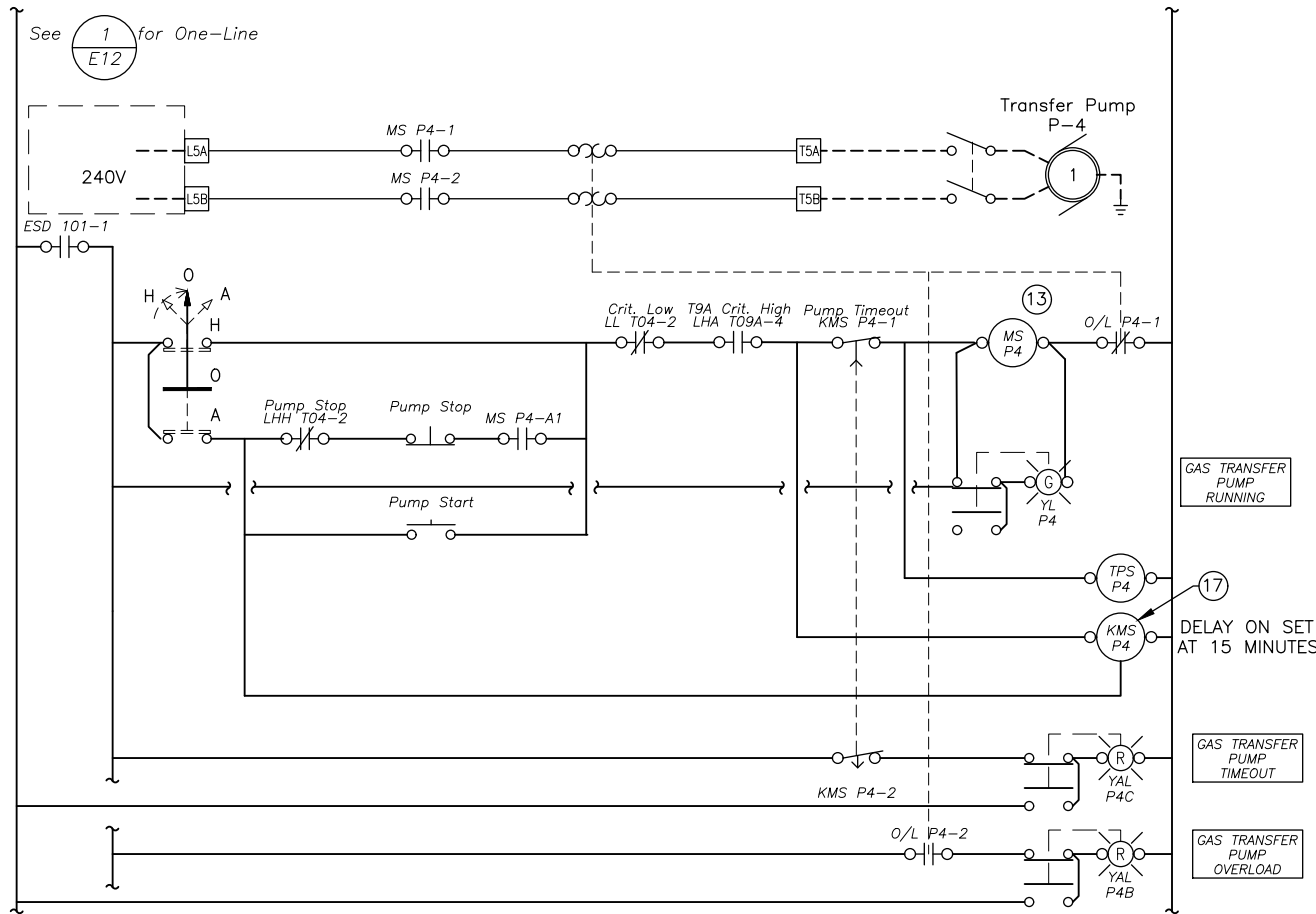 See 1 for One-Line
E12
Transfer Pump
P-4
MS P4-1
L5A
T5A
240V
1
MS P4-2
L5B
T5B
ESD 101-1
O
H
A
H
Crit. Low
LL T04-2
T9A Crit. High
LHA T09A-4
Pump Timeout
KMS P4-1
13
MS
P4
O/L P4-1
O
A
Pump Stop
LHH T04-2
Pump Stop
MS P4-A1
G
YL
P4
GAS TRANSFER
PUMP
RUNNING
Pump Start
TPS
P4
17
KMS
P4
DELAY ON SET
AT 15 MINUTES
KMS P4-2
R
YAL
P4C
GAS TRANSFER
PUMP
TIMEOUT
O/L P4-2
R
YAL
P4B
GAS TRANSFER
PUMP
OVERLOAD